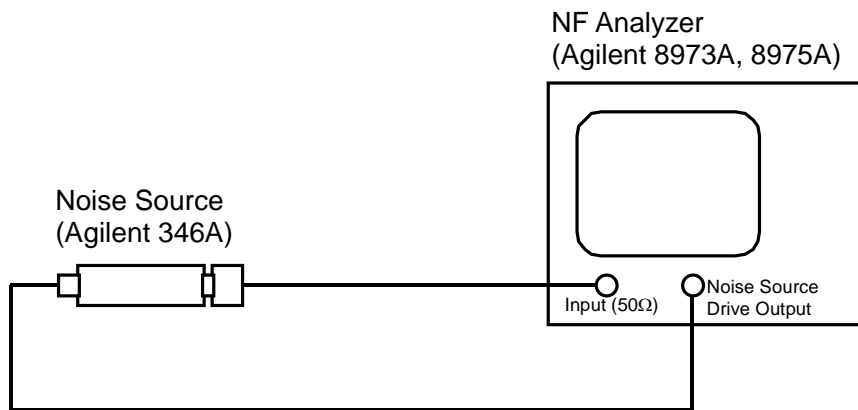 NF Analyzer
(Agilent 8973A, 8975A)
Noise Source
(Agilent 346A)
Input (50Ω)
Noise Source
Drive Output